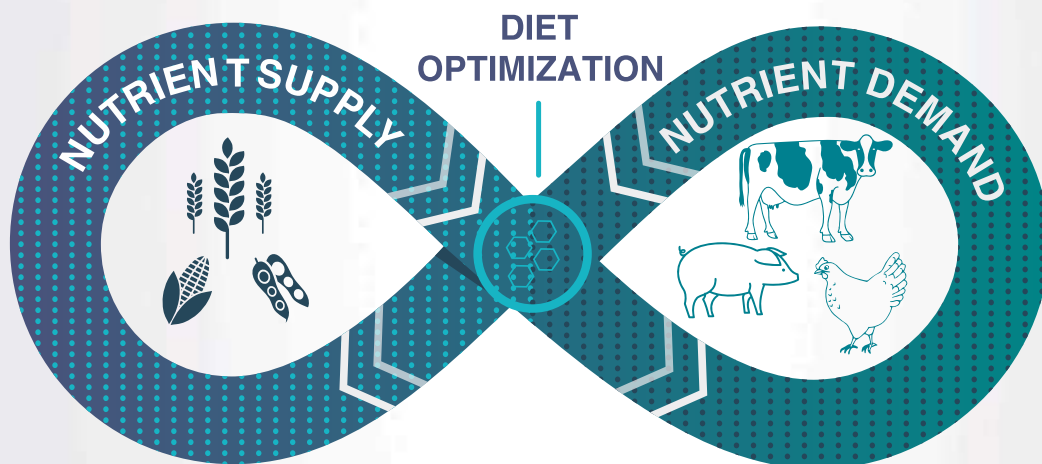 DIET
OPTIMIZATION
NUTRIENT SUPPLY
NUTRIENT DEMAND